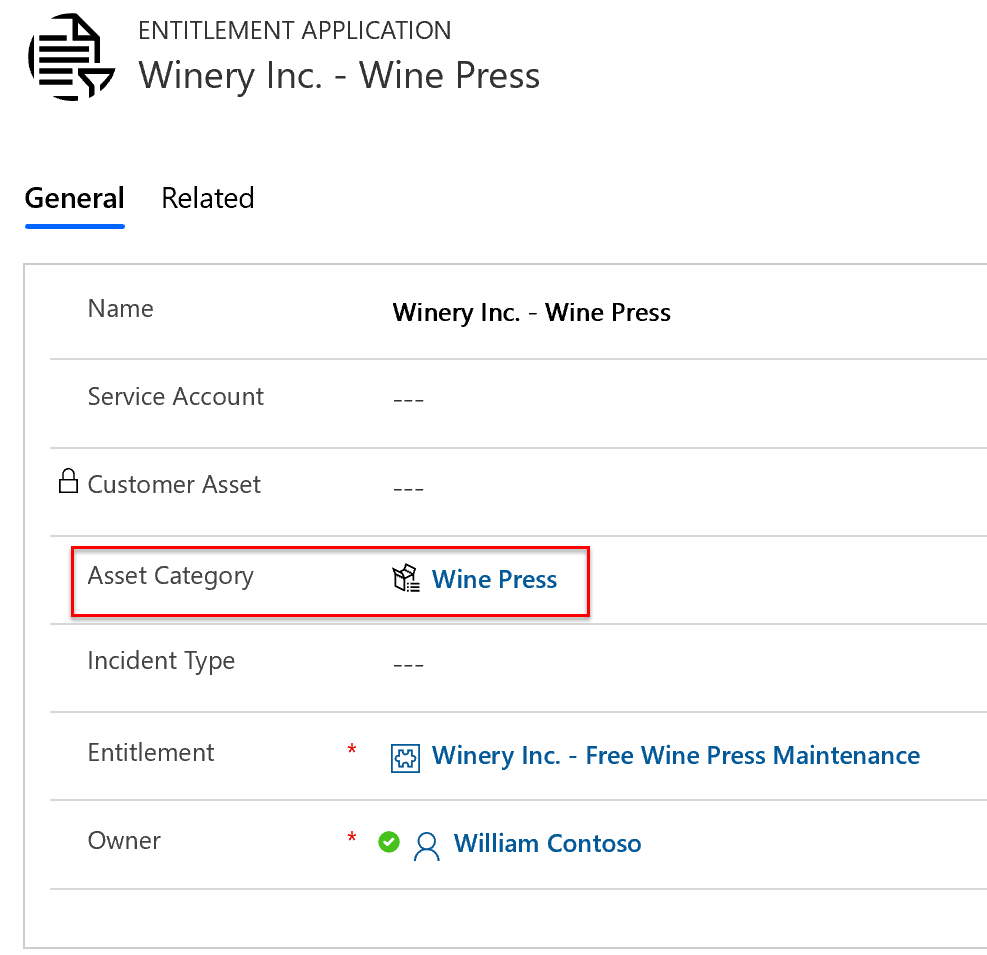 ENTITLEMENT APPLICATION
Winery Inc. - Wine Press
General Related
Name Winery Inc. - Wine Press
Service Account ---
Customer Asset ---
Asset Category Wine Press
Incident Type ---
Entitlement * Winery Inc. - Free Wine Press Maintenance
Owner * William Contoso